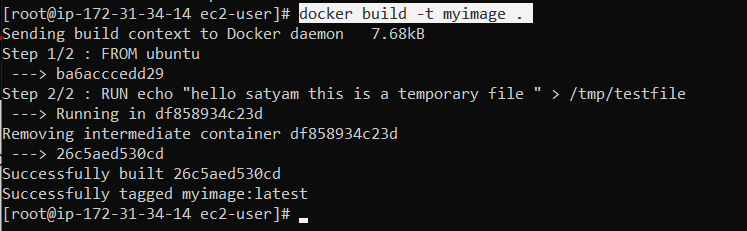 [root@ip-172-31-34-14 ec2-user]# docker build -t myimage .
Sending build context to Docker daemon   7.68kB
Step 1/2 : FROM ubuntu
 ---> ba6acccedd29
Step 2/2 : RUN echo "hello satyam this is a temporary file " > /tmp/testfile
 ---> Running in df858934c23d
Removing intermediate container df858934c23d
 ---> 26c5aed530cd
Successfully built 26c5aed530cd
Successfully tagged myimage:latest
[root@ip-172-31-34-14 ec2-user]#